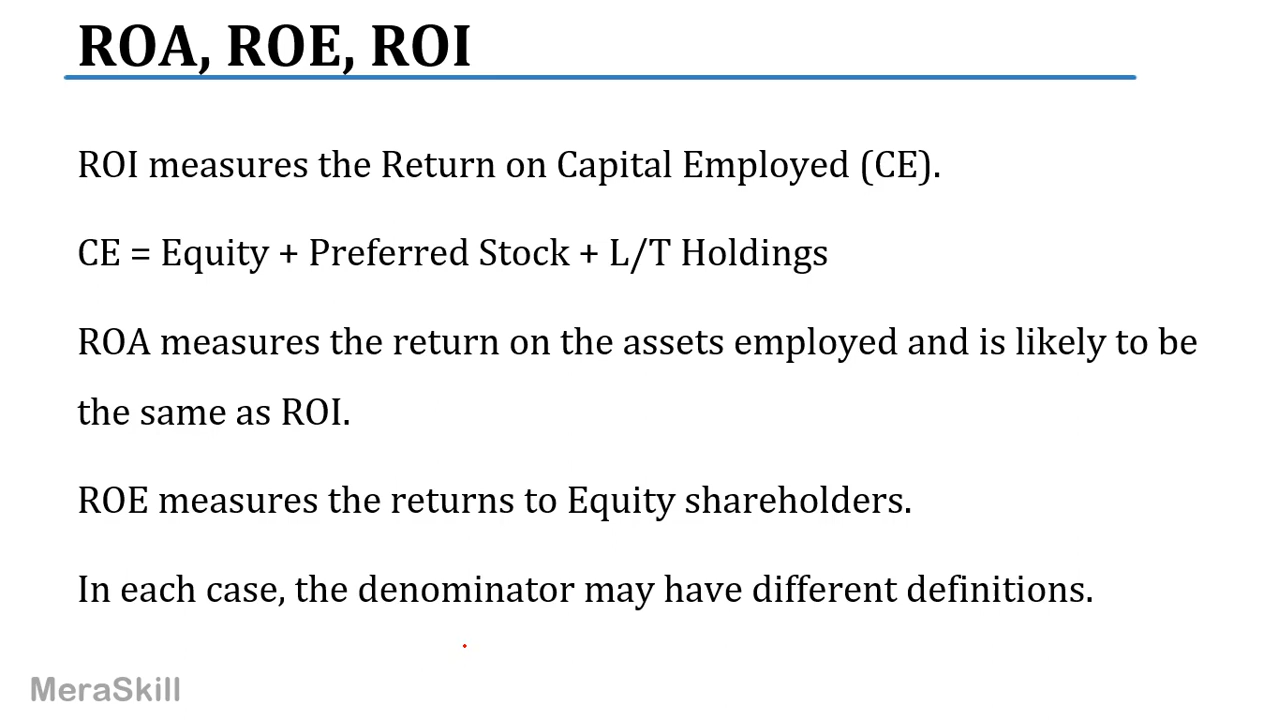 ROA, ROE, ROI
ROI measures the Return on Capital Employed (CE).
CE = Equity + Preferred Stock + L/T Holdings
ROA measures the return on the assets employed and is likely to be
the same as ROI.
ROE measures the returns to Equity shareholders.
In each case, the denominator may have different definitions.
MeraSkill